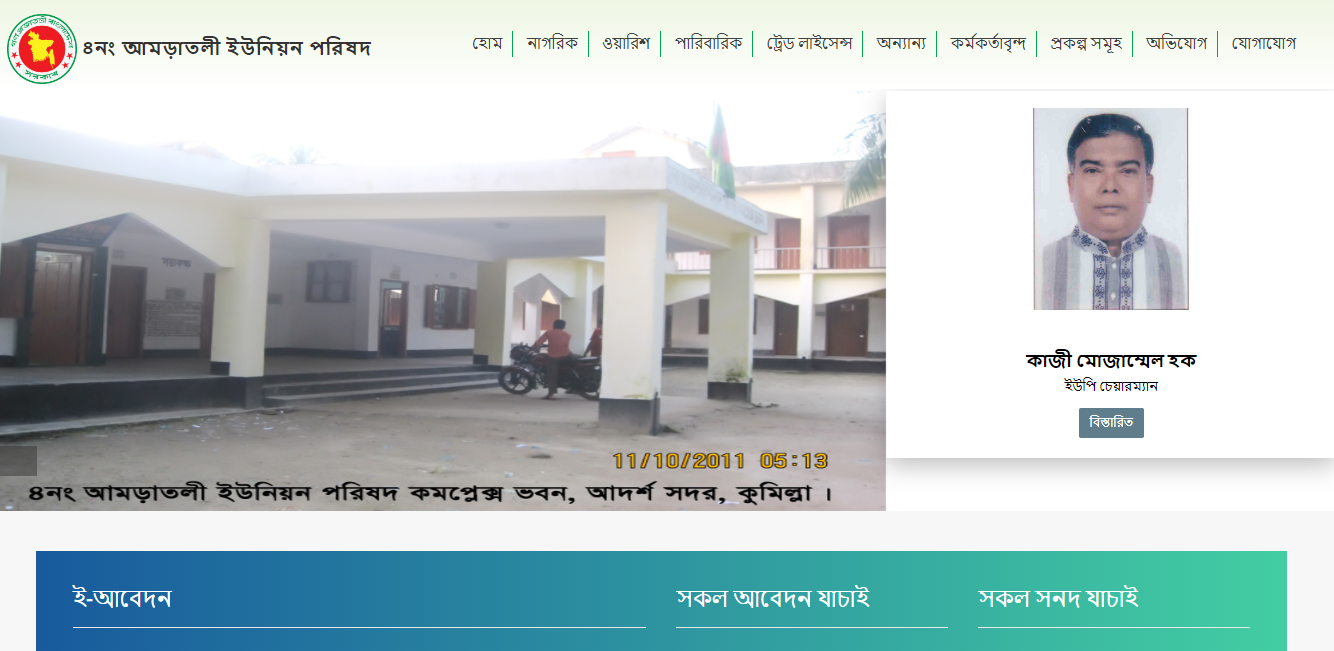 ৪নং আমড়াতলী ইউনিয়ন পরিষদ
হোম নাগরিক ওয়ারিশ পারিবারিক ট্রেড লাইসেন্স অন্যান্য কর্মকর্তাবৃন্দ প্রকল্প সমূহ অভিযোগ যোগাযোগ
কাজী মোজাম্মেল হক
ইউপি চেয়ারম্যান
বিস্তারিত
11/10/2011 05:13
৪নং আমড়াতলী ইউনিয়ন পরিষদ কমপ্লেক্স ভবন, আদর্শ সদর, কুমিল্লা ।
ই-আবেদন
সকল আবেদন যাচাই
সকল সনদ যাচাই